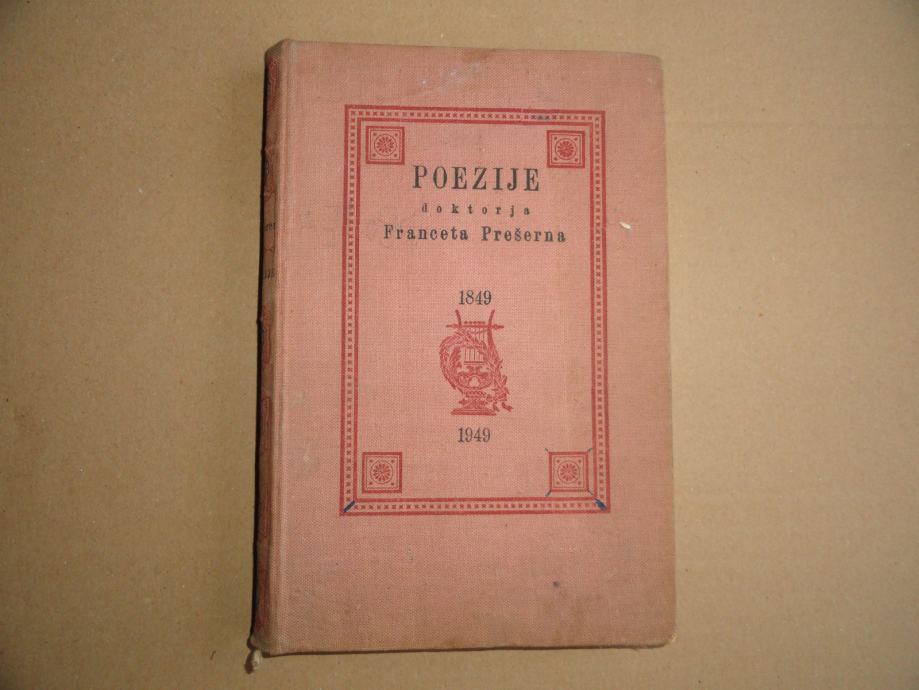 POEZIJE
doktorja
Franceta Prešerna
1849
1949